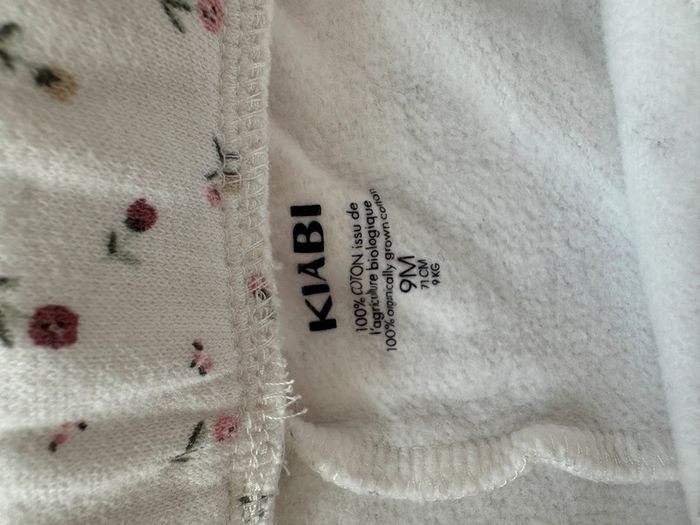 KIABI
100% COTON issu de
l'agriculture biologique
100% organically grown cotton
9M
71 CM
9 KG